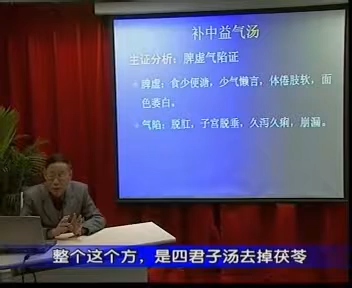 补中益气汤
主证分析：脾虚气陷证
脾虚：食少便溏，少气懒言，体倦肢软，面
色萎白。
气陷：脱肛，子宫脱垂，久泻久痢，崩漏。
整个这个方，是四君子汤去掉茯苓